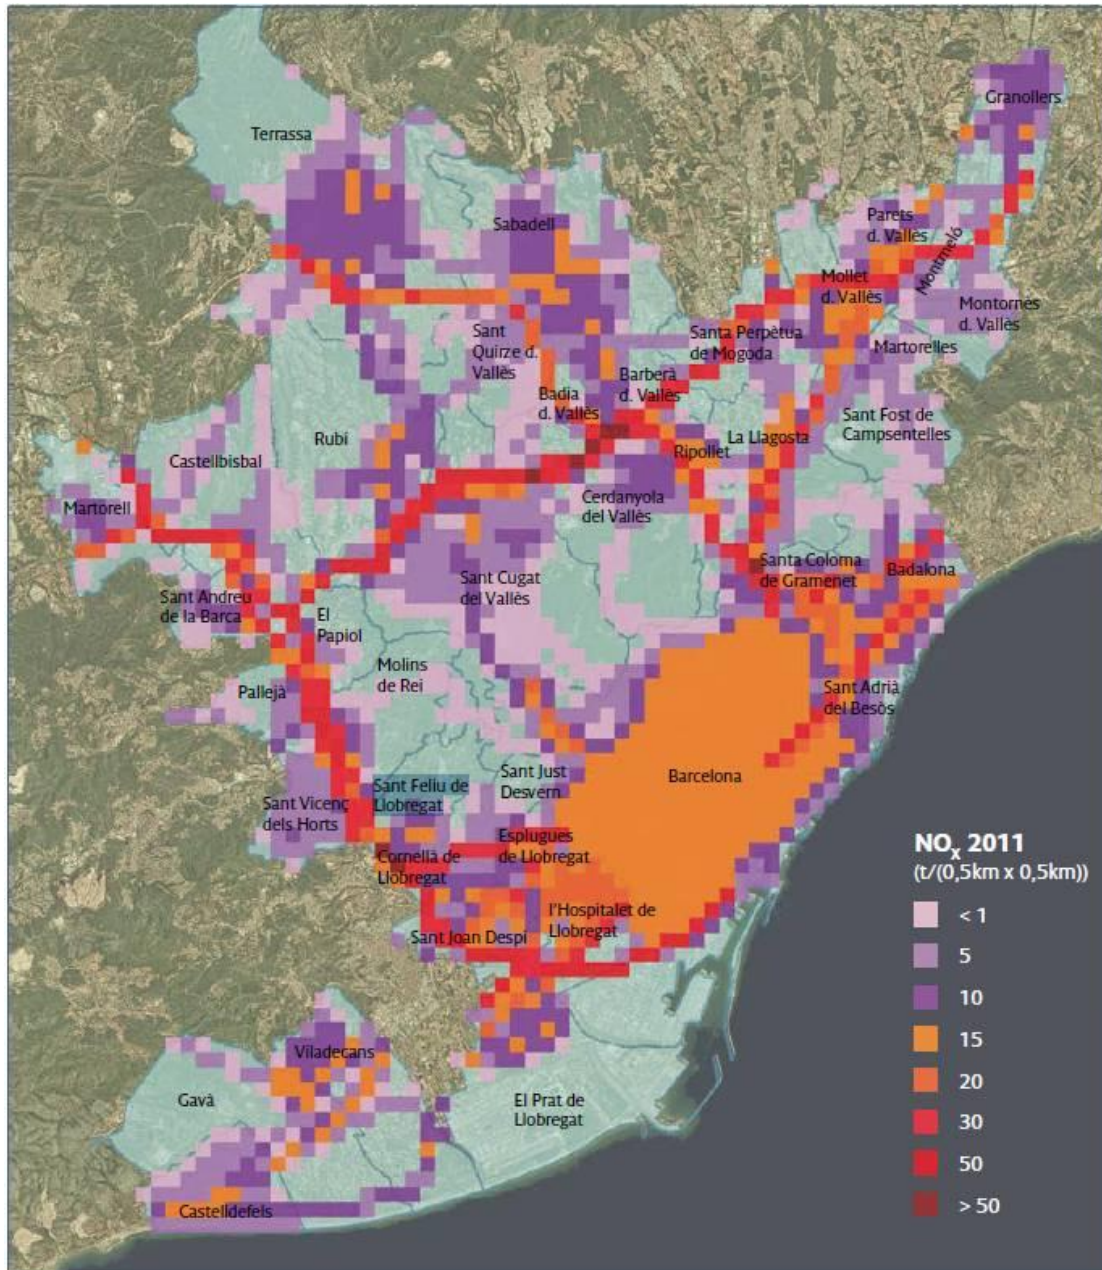 Granollers
Terrassa
Sabadell
Parets
d. Vallès
Montmeló
Mollet
d. Vallès
Montornès
d. Vallès
Sant
Quirze d.
Vallès
Santa Perpètua
de Mogoda
Martorelles
Badia
d. Vallès
Barberà
d. Vallès
Sant Fost de
Campsentelles
Rubí
La Llagosta
Castellbisbal
Ripollet
Martorell
Cerdanyola
del Vallès
Sant Cugat
del Vallès
Santa Coloma
de Gramenet
Badalona
Sant Andreu
de la Barca
El
Papiol
Molins
de Rei
Pallejà
Sant Adrià
del Besòs
Barcelona
Sant Just
Desvern
Sant Feliu de
Llobregat
Sant Vicenç
dels Horts
Esplugues
de Llobregat
Cornellà de
Llobregat
l'Hospitalet de
Llobregat
Sant Joan Despí
Viladecans
Gavà
El Prat de
Llobregat
Castelldefels
NOx 2011
(t/(0,5km x 0,5km))
< 1
5
10
15
20
30
50
> 50